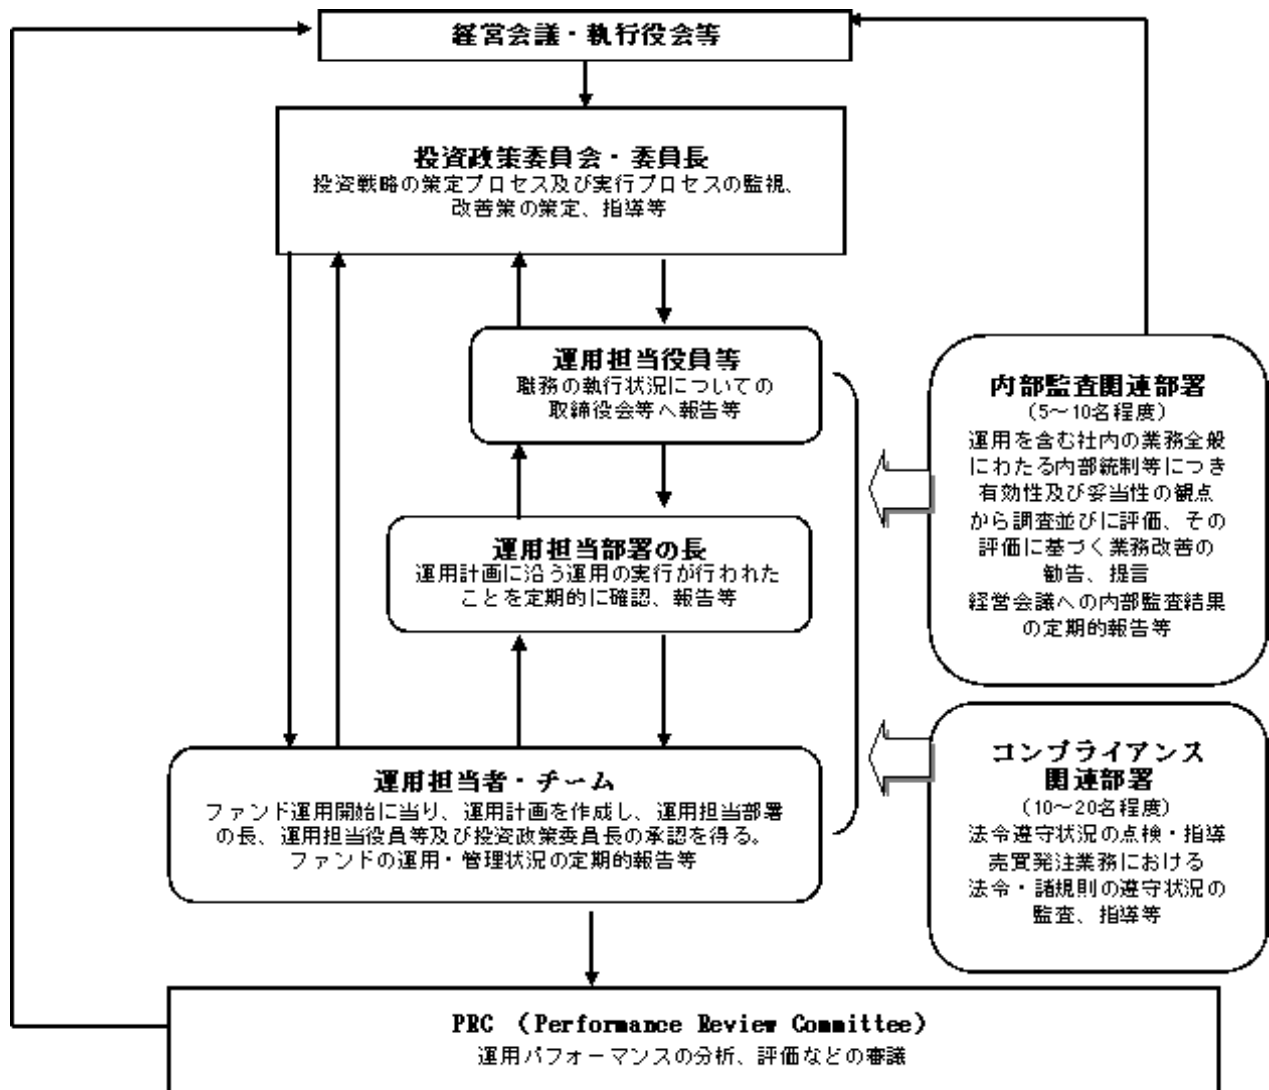 経営会議・執行役会等
投資政策委員会・委員長
投資戦略の策定プロセス及び実行プロセスの監視、
改善策の策定、指導等
運用担当役員等
職務の執行状況についての
取締役会等へ報告等
運用担当部署の長
運用計画に沿う運用の実行が行われた
ことを定期的に確認、報告等
運用担当者・チーム
ファンド運用開始に当り、運用計画を作成し、運用担当部署
の長、運用担当役員等及び投資政策委員長の承認を得る。
ファンドの運用・管理状況の定期的報告等
内部監査関連部署
（5～10名程度）
運用を含む社内の業務全般
にわたる内部統制等につき
有効性及び妥当性の観点
から調査並びに評価、その
評価に基づく業務改善の
勧告、提言
経営会議への内部監査結果
の定期的報告等
コンプライアンス
関連部署
（10～20名程度）
法令遵守状況の点検・指導
売買発注業務における
法令・諸規則の遵守状況の
監査、指導等
PRC （Performance Review Committee）
運用パフォーマンスの分析、評価などの審議